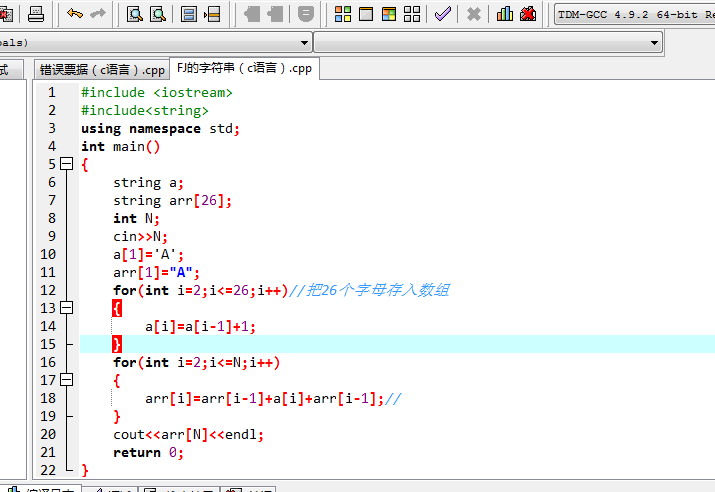 TDM-GCC 4.9.2 64-bit Re
als)
试
错误票据（c语言）.cpp
FJ的字符串（c语言）.cpp
1 #include <iostream>
2 #include<string>
3 using namespace std;
4 int main()
5 {
6 string a;
7 string arr[26];
8 int N;
9 cin>>N;
10 a[1]='A';
11 arr[1]="A";
12 for(int i=2;i<=26;i++)//把26个字母存入数组
13 {
14 a[i]=a[i-1]+1;
15 }
16 for(int i=2;i<=N;i++)
17 {
18 arr[i]=arr[i-1]+a[i]+arr[i-1];//
19 }
20 cout<<arr[N]<<endl;
21 return 0;
22 }